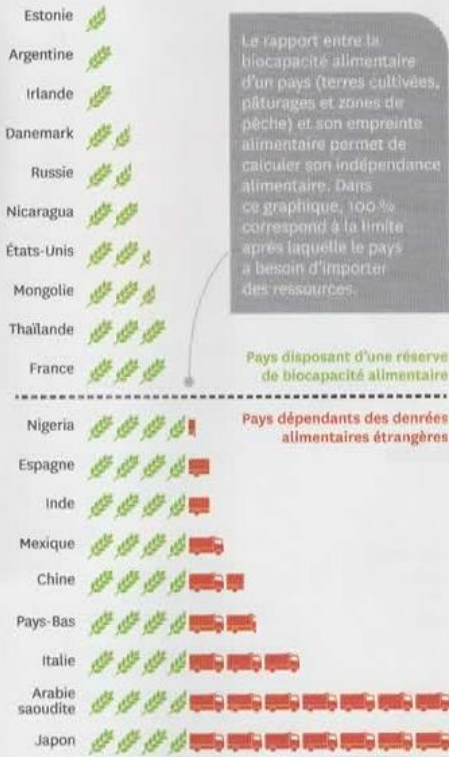 Estonie
Argentine
Irlande
Danemark
Russie
Nicaragua
États-Unis
Mongolie
Thaïlande
France
Le rapport entre la
biocapacité alimentaire
d'un pays (terres cultivées,
pâturages et zones de
pêche) et son empreinte
alimentaire permet de
calculer son indépendance
alimentaire. Dans
ce graphique, 100 %
correspond à la limite
après laquelle le pays
a besoin d'importer
des ressources.
Pays disposant d'une réserve
de biocapacité alimentaire
Pays dépendants des denrées
alimentaires étrangères
Nigeria
Espagne
Inde
Mexique
Chine
Pays-Bas
Italie
Arabie
saoudite
Japon